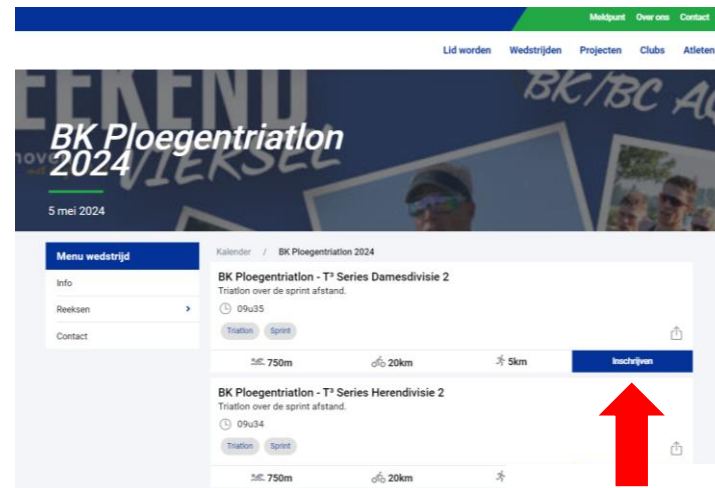 Meldpunt Over ons Contact
Lid worden Wedstrijden Projecten Clubs Atleten
BK/BC
VIERSEL
BK Ploegentriatlon
2024
5 mei 2024
Menu wedstrijd
Info
Reeksen
Contact
Kalender / BK Ploegentriatlon 2024
BK Ploegentriatlon - T³ Series Damesdivisie 2
Triatlon over de sprint afstand.
09u35
Triatlon Sprint
750m 20km 5km Inschrijven
BK Ploegentriatlon - T³ Series Herendivisie 2
Triatlon over de sprint afstand.
09u34
Triatlon Sprint
750m 20km